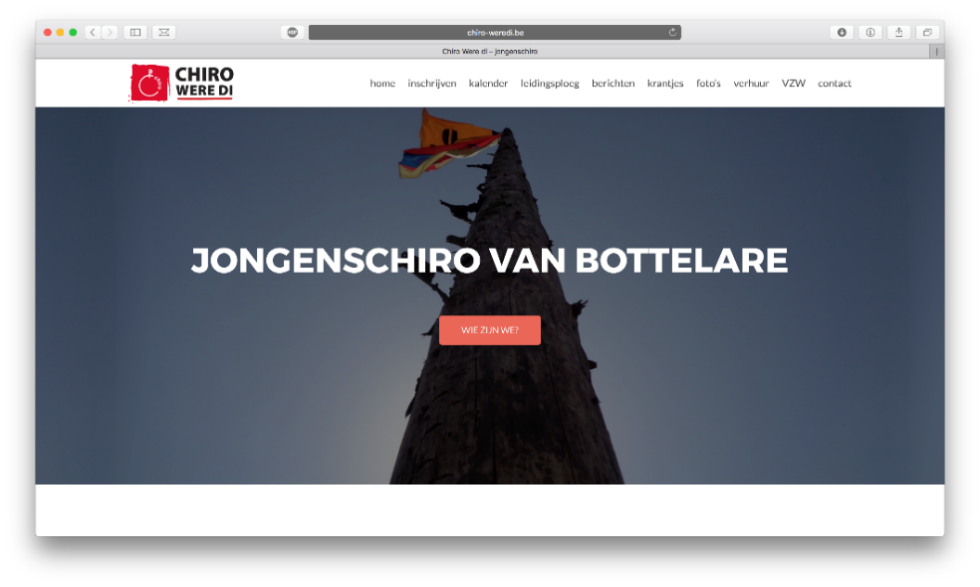 chiro-weredi.be
Chiro Were di – jongenschiro
CHIRO
WERE DI
home inschrijven kalender leidingsploeg berichten krantjes foto's verhuur VZW contact
JONGENSCHIRO VAN BOTTELARE
WIE ZIJN WE?